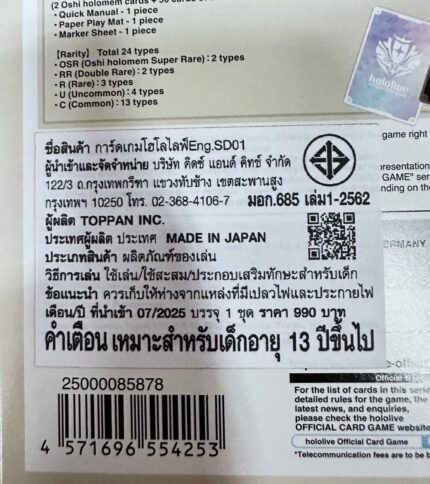 • Quick Manual - 1 piece
• Paper Play Mat - 1 piece
• Marker Sheet - 1 piece
[Rarity] Total 24 types
• OSR (Oshi holomem Super Rare) : 2 types
• RR (Double Rare) : 2 types
• R (Rare) : 3 types
• U (Uncommon) : 4 types
• C (Common) : 13 types
hololive
game right
ชื่อสินค้า การ์ดเกมโฮโลไลฟ์Eng.SD01
ผู้นำเข้าและจัดจำหน่าย บริษัท คิดซ์ แอนด์ คิทซ์ จำกัด
122/3 ถ.กรุงเทพกรีฑา แขวงทับช้าง เขตสะพานสูง
กรุงเทพฯ 10250 โทร. 02-368-4106-7 มอก.685 เล่ม1-2562
ผู้ผลิต TOPPAN INC.
ประเทศผู้ผลิต ประเทศ MADE IN JAPAN
ประเภทสินค้า ผลิตภัณฑ์ของเล่น
วิธีการเล่น ใช้เล่น/ใช้สะสม/ประกอบเสริมทักษะสำหรับเด็ก
ข้อแนะนำ ควรเก็บให้ห่างจากแหล่งที่มีเปลวไฟและประกายไฟ
เดือน/ปี ที่นำเข้า 07/2025 บรรจุ 1 ชุด ราคา 990 บาท
คำเตือน เหมาะสำหรับเด็กอายุ 13 ปีขึ้นไป
GAME" ser
nding on the
25000085878
4 571696 554253
For the list of cards in this serie
detailed rules for the game, the
latest news, and enquiries,
please check the hololive
OFFICIAL CARD GAME website
hololive Official Card Game
*Telecommunication fees are to be b